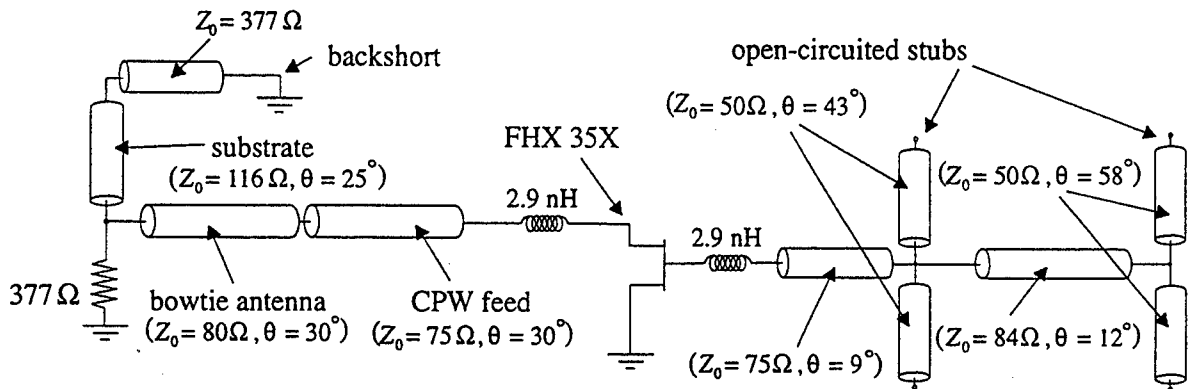 Z₀ = 377 Ω
backshort
open-circuited stubs
(Z₀ = 50Ω, θ = 43°)
FHX 35X
substrate
(Z₀ = 116 Ω, θ = 25°)
(Z₀ = 50Ω, θ = 58°)
2.9 nH
2.9 nH
377 Ω
bowtie antenna
(Z₀ = 80Ω, θ = 30°)
CPW feed
(Z₀ = 75Ω, θ = 30°)
(Z₀ = 75Ω, θ = 9°)
(Z₀ = 84Ω, θ = 12°)